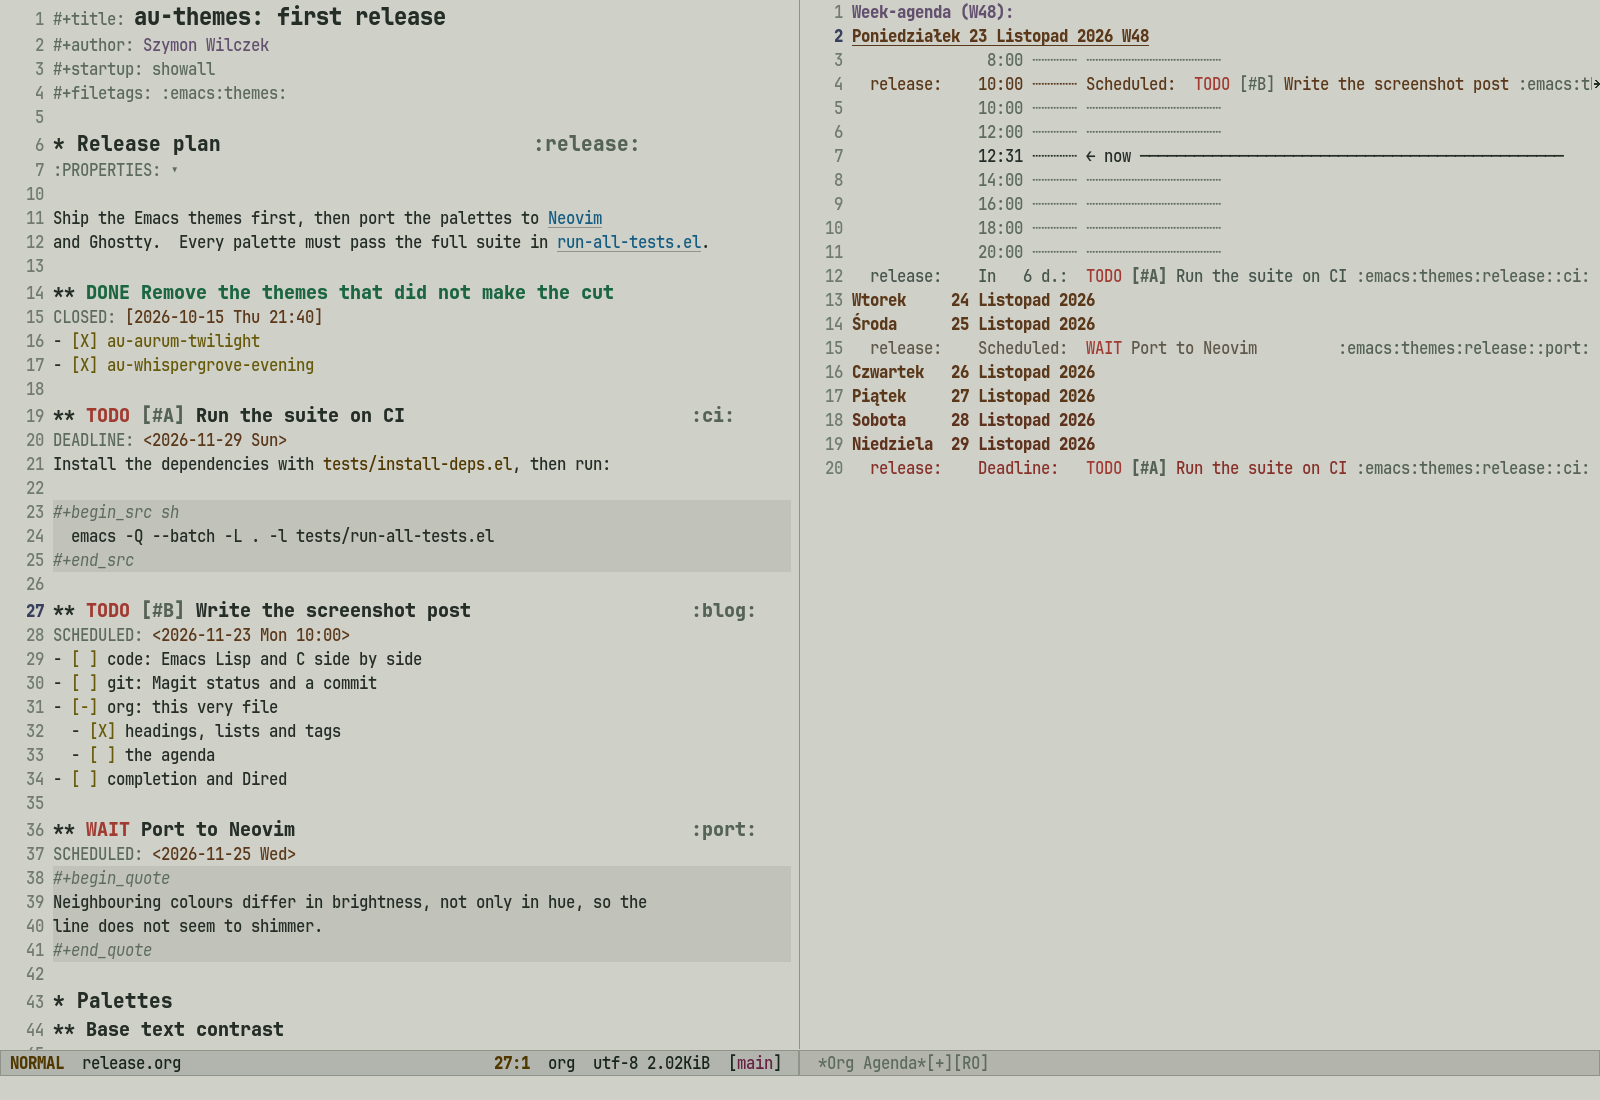 1 #+title: au-themes: first release
2 #+author: Szymon Wilczek
3 #+startup: showall
4 #+filetags: :emacs:themes:
5
6 * Release plan :release:
7 :PROPERTIES: ▾
10
11 Ship the Emacs themes first, then port the palettes to Neovim
12 and Ghostty.  Every palette must pass the full suite in run-all-tests.el.
13
14 ** DONE Remove the themes that did not make the cut
15 CLOSED: [2026-10-15 Thu 21:40]
16 - [X] au-aurum-twilight
17 - [X] au-whispergrove-evening
18
19 ** TODO [#A] Run the suite on CI :ci:
20 DEADLINE: <2026-11-29 Sun>
21 Install the dependencies with tests/install-deps.el, then run:
22
23 #+begin_src sh
24   emacs -Q --batch -L . -l tests/run-all-tests.el
25 #+end_src
26
27 ** TODO [#B] Write the screenshot post :blog:
28 SCHEDULED: <2026-11-23 Mon 10:00>
29 - [ ] code: Emacs Lisp and C side by side
30 - [ ] git: Magit status and a commit
31 - [-] org: this very file
32   - [X] headings, lists and tags
33   - [ ] the agenda
34 - [ ] completion and Dired
35
36 ** WAIT Port to Neovim :port:
37 SCHEDULED: <2026-11-25 Wed>
38 #+begin_quote
39 Neighbouring colours differ in brightness, not only in hue, so the
40 line does not seem to shimmer.
41 #+end_quote
42
43 * Palettes
44 ** Base text contrast
NORMAL  release.org  27:1  org  utf-8 2.02KiB  [main]
1 Week-agenda (W48):
2 Poniedziałek 23 Listopad 2026 W48
3 8:00 ┄┄┄┄┄ ┄┄┄┄┄┄┄┄┄┄┄┄┄┄┄
4 release: 10:00 ┄┄┄┄┄ Scheduled:  TODO [#B] Write the screenshot post :emacs:t→
5 10:00 ┄┄┄┄┄ ┄┄┄┄┄┄┄┄┄┄┄┄┄┄┄
6 12:00 ┄┄┄┄┄ ┄┄┄┄┄┄┄┄┄┄┄┄┄┄┄
7 12:31 ┄┄┄┄┄ ← now ───────────────────────────────────────────────
8 14:00 ┄┄┄┄┄ ┄┄┄┄┄┄┄┄┄┄┄┄┄┄┄
9 16:00 ┄┄┄┄┄ ┄┄┄┄┄┄┄┄┄┄┄┄┄┄┄
10 18:00 ┄┄┄┄┄ ┄┄┄┄┄┄┄┄┄┄┄┄┄┄┄
11 20:00 ┄┄┄┄┄ ┄┄┄┄┄┄┄┄┄┄┄┄┄┄┄
12 release: In   6 d.:  TODO [#A] Run the suite on CI :emacs:themes:release::ci:
13 Wtorek     24 Listopad 2026
14 Środa      25 Listopad 2026
15 release: Scheduled:  WAIT Port to Neovim :emacs:themes:release::port:
16 Czwartek   26 Listopad 2026
17 Piątek     27 Listopad 2026
18 Sobota     28 Listopad 2026
19 Niedziela  29 Listopad 2026
20 release: Deadline:   TODO [#A] Run the suite on CI :emacs:themes:release::ci:
*Org Agenda*[+][RO]